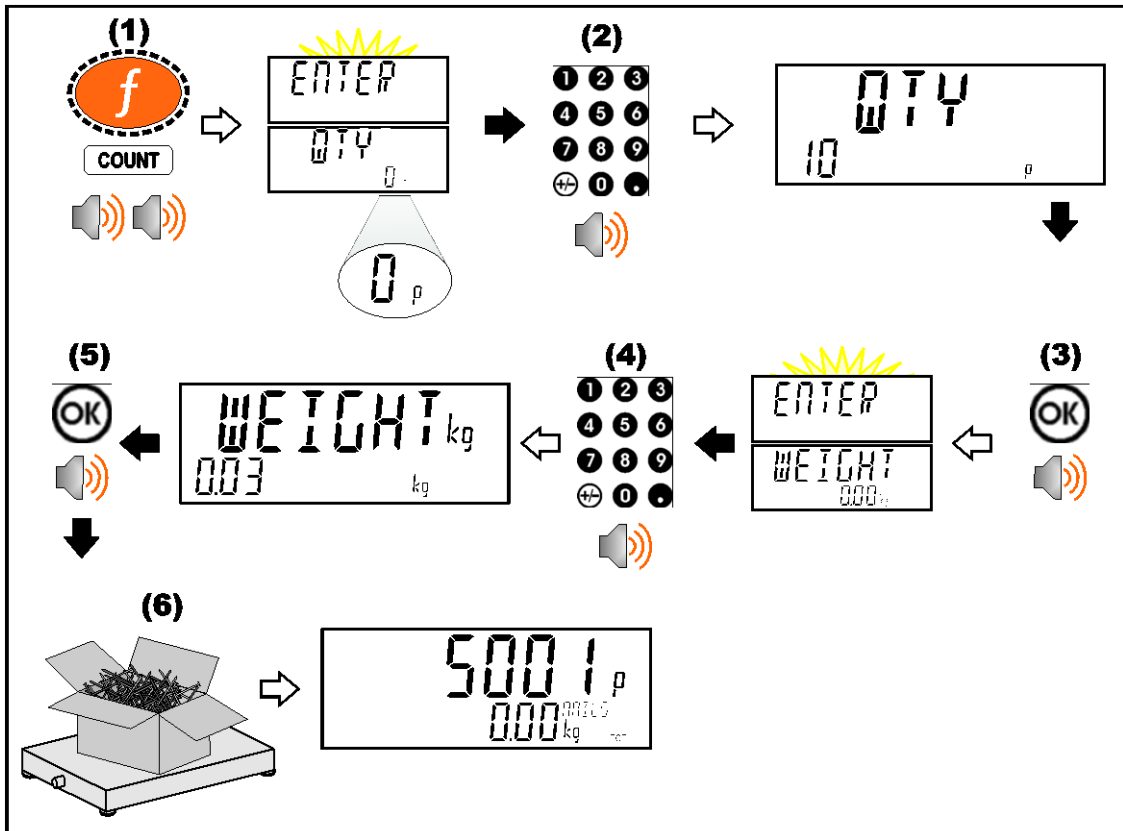 (1)
f
COUNT
ENTER
QTY
0
0 p
(2)
1 2 3
4 5 6
7 8 9
+/- 0 .
QTY
10 p
(3)
OK
ENTER
WEIGHT
0.00
(4)
1 2 3
4 5 6
7 8 9
+/- 0 .
WEIGHT kg
0.03 kg
(5)
OK
(6)
5001 p
0.00 kg